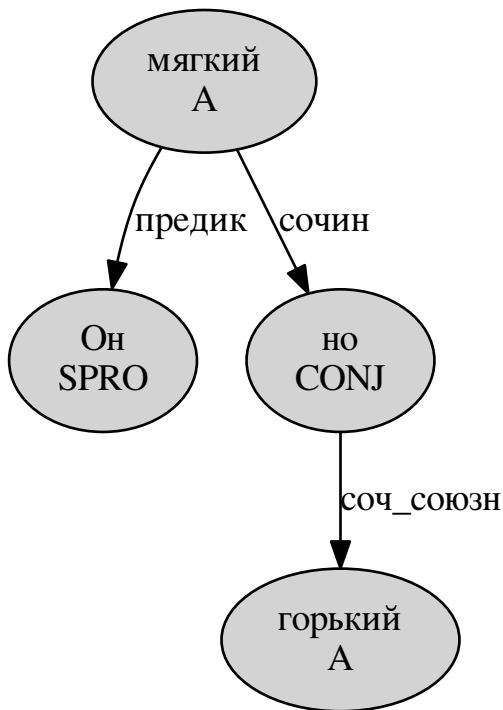 мягкий
A
предик
сочин
Он
SPRO
но
CONJ
соч_союзн
горький
A